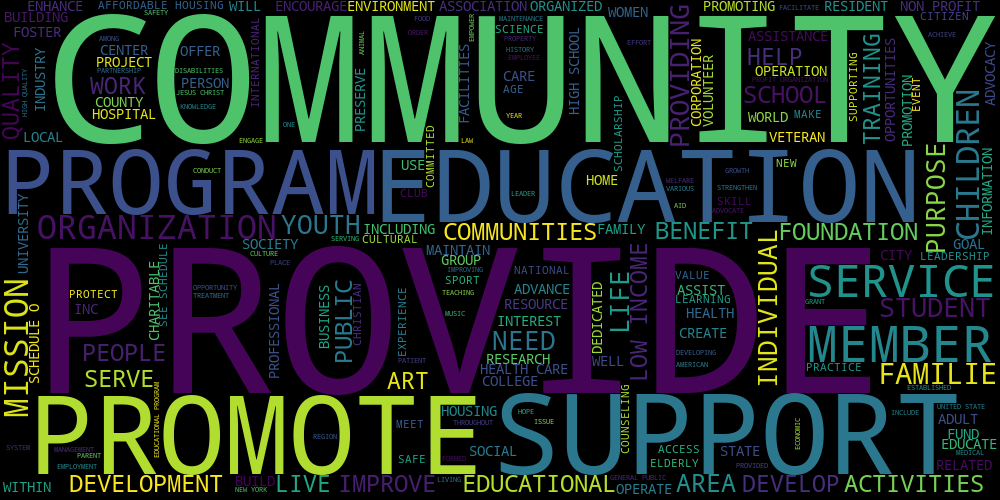 ENHANCE AFFORDABLE HOUSING WILL ENCOURAGE ENVIRONMENT ASSOCIATION ORGANIZED WOMEN PROMOTING FACILITATE RESIDENT NON PROFIT
BUILDING SAFETY FOOD CITIZEN
FOSTER AMONG CENTER OFFER MAINTENANCE SCIENCE ASSISTANCE ACHIEVE
COMMUNITY
QUALITY
HIGH QUALITY
INDUSTRY
PROJECT
PARTNERSHIP
WORK
DISABILITIES
PERSON
JESUS CHRIST
COUNTY
KNOWLEDGE
HOSPITAL
LOCAL
INTERNATIONAL
ENGAGE
ONE
PRESERVE
ANIMAL
ORDER
EMPOWER
FACILITIES
PROPERTY
HISTORY
EMPLOYEE
CARE
AGE
YEAR
LAW
COMMITTED
HIGH SCHOOL
EFFORT
SCHOLARSHIP
PROVIDING
CORPORATION
VOLUNTEER
HELP
OPERATION
SCHOOL
WORLD
MAKE
VETERAN
SUPPORTING
TRAINING
OPPORTUNITIES
PROMOTION
EVENT
ADVOCACY
PROGRAM
EDUCATION
CONDUCT
USE
CLUB
LEADER
HOME
WELFARE
VARIOUS
AID
GROWTH
STRENGTHEN
SKILL
ADVOCATE
NEW
PURPOSE
CHILDREN
INFORMATION
ORGANIZATION
YOUTH
INCLUDING
SERVING
CULTURAL
COMMUNITIES
FAMILY
BENEFIT
FOUNDATION
GOAL
LEADERSHIP
UNIVERSITY
SOCIETY
CULTURE
PLACE
MAINTAIN
GROUP
IMPROVING
SPORT
TEACHING
MUSIC
NATIONAL
ADVANCE
RESOURCE
INTEREST
NEED
RESEARCH
HEALTH CARE
COLLEGE
WELL
DEDICATED
LIFE
LOW INCOME
VALUE
ASSIST
LEARNING
HEALTH
CREATE
DEVELOPING
AMERICAN
INDIVIDUAL
CITY
SERVICE
GRANT
STUDENT
MEMBER
PRACTICE
FAMILIE
ESTABLISHED
PROVIDE
PROTECT
INC
CHARITABLE
SEE SCHEDULE
OPPORTUNITY
TREATMENT
PROFESSIONAL
BUSINESS
PUBLIC
CHRISTIAN
EXPERIENCE
PATIENT
MISSION
SCHEDULE O
PEOPLE
SERVE
ART
PROMOTE
SUPPORT
EDUCATIONAL PROGRAM
REGION
MEET
SAFE
HOUSING
THROUGHOUT
FORMED
SOCIAL
LIVING
HOPE
ISSUE
COUNSELING
ACCESS
ELDERLY
STATE
PROVIDED
ECONOMIC
INCLUDE
UNITED STATE
ADULT
FUND
EDUCATE
MEDICAL
RELATED
SYSTEM
MANAGEMENT
PARENT
EMPLOYMENT
WITHIN
DEVELOPMENT
BUILD
NEW YORK
LIVE
IMPROVE
EDUCATIONAL
GENERAL PUBLIC
OPERATE
AREA
DEVELOP
ACTIVITIES